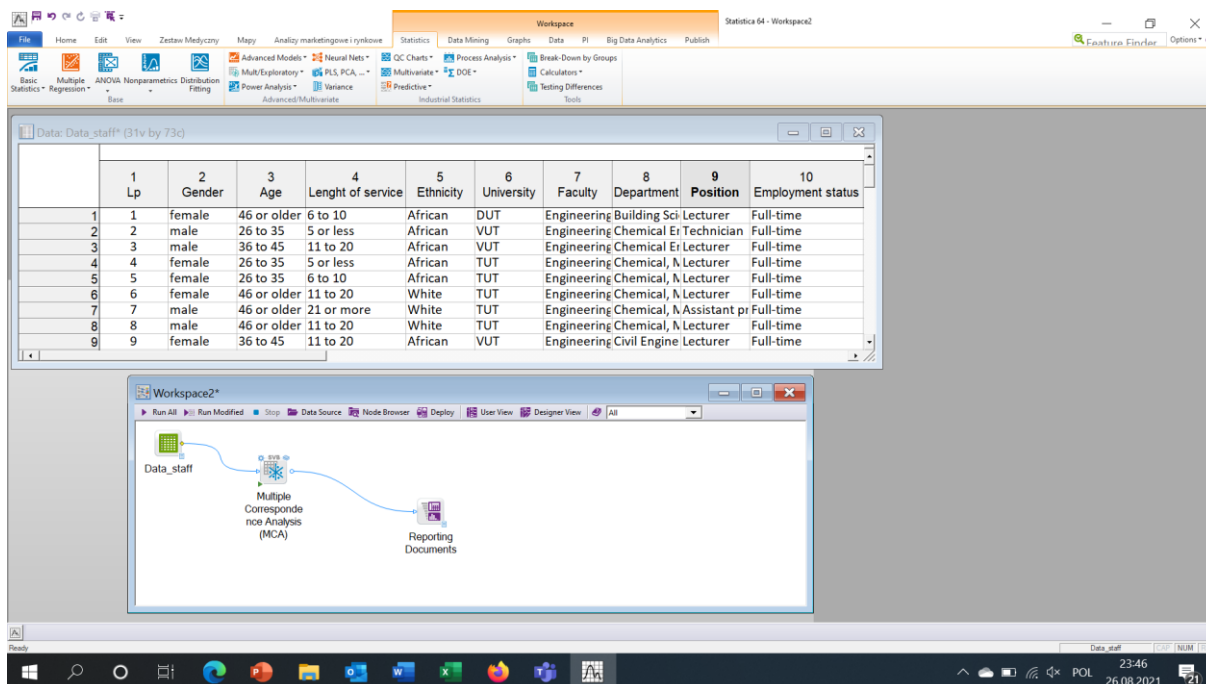 Workspace
Statistica 64 - Workspace2
File Home Edit View Zestaw Medyczny Mapy Analizy marketingowe i rynkowe Statistics Data Mining Graphs Data PI Big Data Analytics Publish
Feature Finder Options
Basic Statistics
Multiple Regression
ANOVA
Nonparametrics
Distribution Fitting
Base
Advanced Models Neural Nets
Mult/Exploratory PLS, PCA, ...
Power Analysis Variance
Advanced/Multivariate
QC Charts Process Analysis
Multivariate DOE
Predictive
Industrial Statistics
Break-Down by Groups
Calculators
Testing Differences
Tools
Data: Data_staff* (31v by 73c)
1 2 3 4 5 6 7 8 9 10
Lp Gender Age Lenght of service Ethnicity University Faculty Department Position Employment status
1 1 female 46 or older 6 to 10 African DUT Engineering Building Sci Lecturer Full-time
2 2 male 26 to 35 5 or less African VUT Engineering Chemical Er Technician Full-time
3 3 male 36 to 45 11 to 20 African VUT Engineering Chemical Er Lecturer Full-time
4 4 female 26 to 35 5 or less African TUT Engineering Chemical, M Lecturer Full-time
5 5 female 26 to 35 6 to 10 African TUT Engineering Chemical, M Lecturer Full-time
6 6 female 46 or older 11 to 20 White TUT Engineering Chemical, M Lecturer Full-time
7 7 male 46 or older 21 or more White TUT Engineering Chemical, M Assistant pr Full-time
8 8 male 46 or older 11 to 20 White TUT Engineering Chemical, M Lecturer Full-time
9 9 female 36 to 45 11 to 20 African VUT Engineering Civil Engine Lecturer Full-time
Workspace2*
Run All Run Modified Stop Data Source Node Browser Deploy User View Designer View All
Data_staff
SVB
Multiple
Corresponde
nce Analysis
(MCA)
Reporting
Documents
Ready
Data_staff CAP NUM
POL
23:46
26.08.2021
21